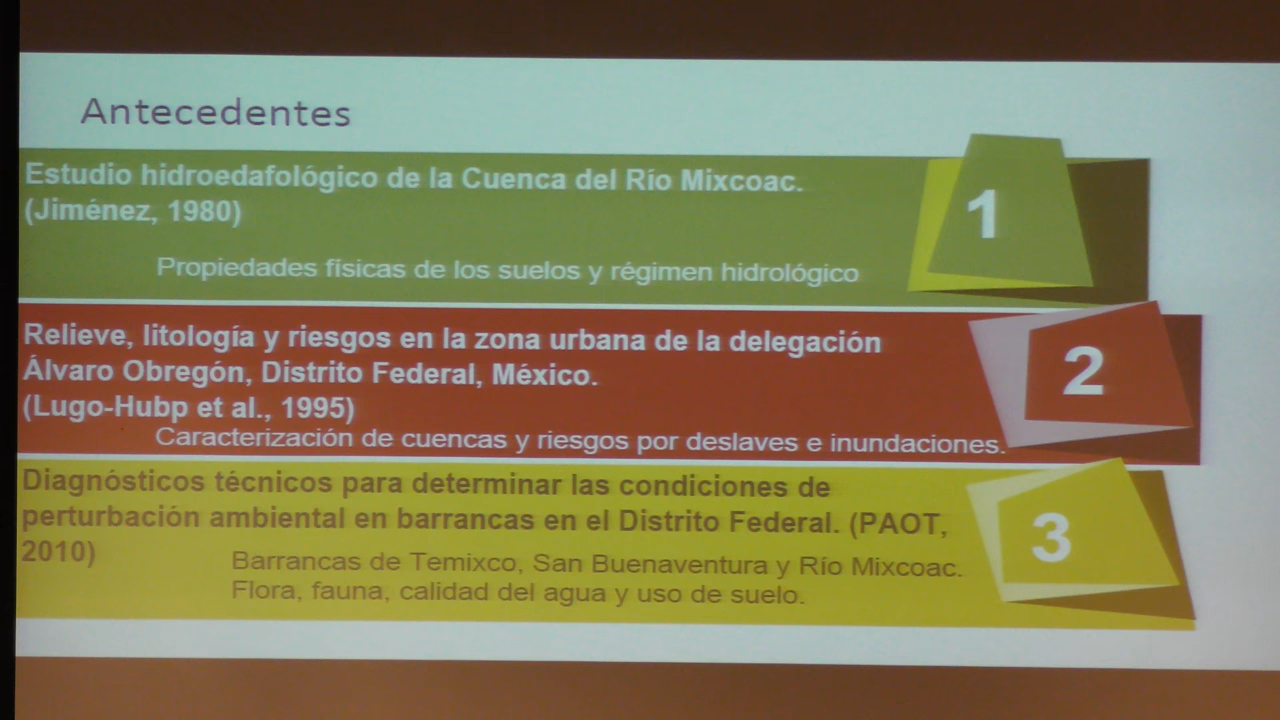 Antecedentes
Estudio hidroedafológico de la Cuenca del Río Mixcoac.
(Jiménez, 1980)
Propiedades físicas de los suelos y régimen hidrológico
1
Relieve, litología y riesgos en la zona urbana de la delegación
Álvaro Obregón, Distrito Federal, México.
(Lugo-Hubp et al., 1995)
Caracterización de cuencas y riesgos por deslaves e inundaciones.
2
Diagnósticos técnicos para determinar las condiciones de
perturbación ambiental en barrancas en el Distrito Federal. (PAOT,
2010)
Barrancas de Temixco, San Buenaventura y Río Mixcoac.
Flora, fauna, calidad del agua y uso de suelo.
3